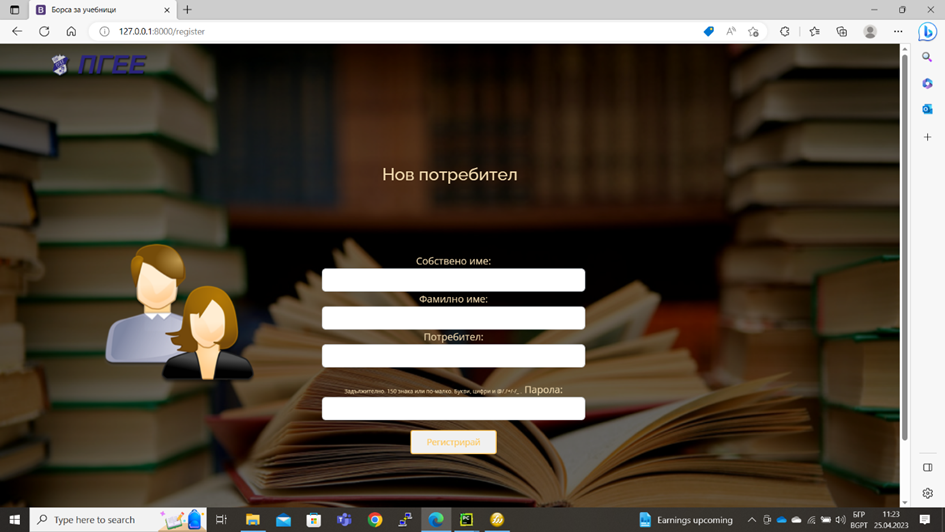 Борса за учебници
127.0.0.1:8000/register
ПГЕЕ
Нов потребител
Собствено име:
Фамилно име:
Потребител:
Задължително. 150 знака или по-малко. букви, цифри и @/./+/-/_. Парола:
Регистрирай
Type here to search
Earnings upcoming
БГР
BGPT
11:23
25.04.2023